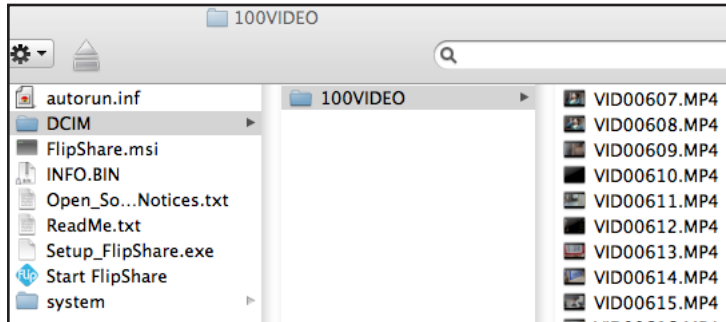 100VIDEO
autorun.inf
DCIM
FlipShare.msi
INFO.BIN
Open_So...Notices.txt
ReadMe.txt
Setup_FlipShare.exe
Start FlipShare
system
100VIDEO
VID00607.MP4
VID00608.MP4
VID00609.MP4
VID00610.MP4
VID00611.MP4
VID00612.MP4
VID00613.MP4
VID00614.MP4
VID00615.MP4